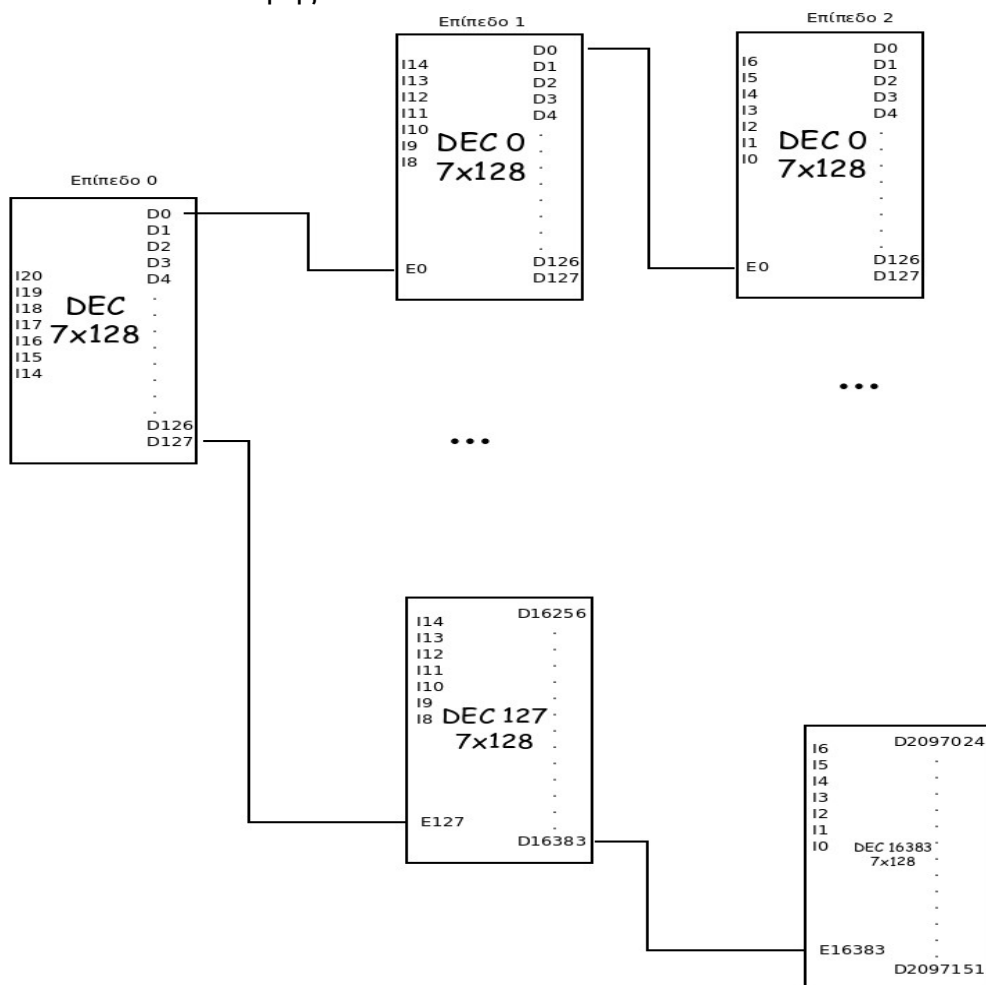 Επίπεδο 0
I20
I19
I18
I17
I16
I15
I14
DEC
7x128
D0
D1
D2
D3
D4
D126
D127
Επίπεδο 1
I14
I13
I12
I11
I10
I9
I8
DEC 0
7x128
E0
D0
D1
D2
D3
D4
D126
D127
Επίπεδο 2
I6
I5
I4
I3
I2
I1
I0
DEC 0
7x128
E0
D0
D1
D2
D3
D4
D126
D127
...
...
I14
I13
I12
I11
I10
I9
I8
DEC 127
7x128
E127
D16256
D16383
I6
I5
I4
I3
I2
I1
I0
DEC 16383
7x128
E16383
D2097024
D2097151